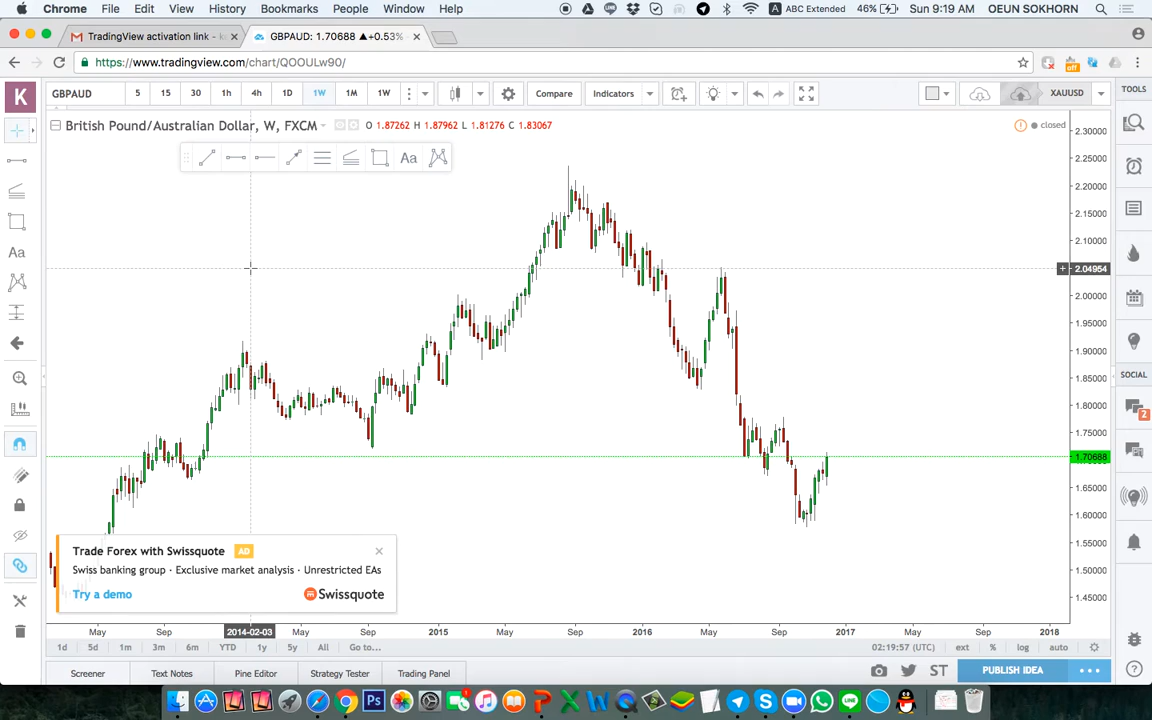 Chrome File Edit View History Bookmarks People Window Help ABC Extended 46% Sun 9:19 AM OEUN SOKHORN
TradingView activation link - GBPAUD: 1.70688 ▲+0.53%
https://www.tradingview.com/chart/QOOULw90/
K GBPAUD 5 15 30 1h 4h 1D 1W 1M 1W Compare Indicators XAUUSD TOOLS
British Pound/Australian Dollar, W, FXCM O 1.87262 H 1.87962 L 1.81276 C 1.83067 closed
Aa
2.30000
2.25000
2.20000
2.15000
2.10000
+ 2.04954
2.00000
1.95000
1.90000
1.85000
1.80000
1.75000
1.70688
1.65000
1.60000
1.55000
1.50000
1.45000
Aa
SOCIAL
2
Trade Forex with Swissquote AD
Swiss banking group · Exclusive market analysis · Unrestricted EAs
Try a demo Swissquote
May Sep 2014-02-03 May Sep 2015 May Sep 2016 May Sep 2017 May Sep 2018
1d 5d 1m 3m 6m YTD 1y 5y All Go to... 02:19:57 (UTC) ext % log auto
Screener Text Notes Pine Editor Strategy Tester Trading Panel ST PUBLISH IDEA
Ps